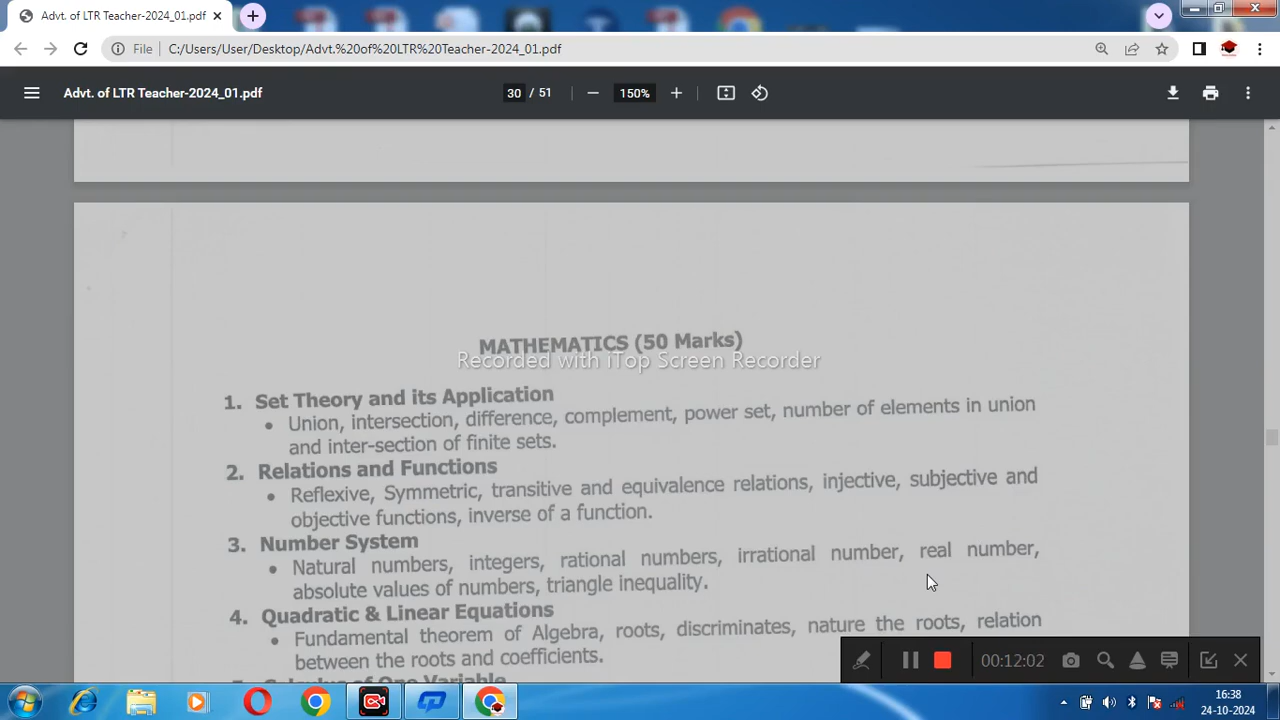 Advt. of LTR Teacher-2024_01.pdf
File C:/Users/User/Desktop/Advt.%20of%20LTR%20Teacher-2024_01.pdf
Advt. of LTR Teacher-2024_01.pdf 30 / 51 150%
MATHEMATICS (50 Marks)
Recorded with iTop Screen Recorder
1. Set Theory and its Application
• Union, intersection, difference, complement, power set, number of elements in union
and inter-section of finite sets.
2. Relations and Functions
• Reflexive, Symmetric, transitive and equivalence relations, injective, subjective and
objective functions, inverse of a function.
3. Number System
• Natural numbers, integers, rational numbers, irrational number, real number,
absolute values of numbers, triangle inequality.
4. Quadratic & Linear Equations
• Fundamental theorem of Algebra, roots, discriminates, nature the roots, relation
between the roots and coefficients.
5. Calculus of One Variable
00:12:02
16:38
24-10-2024